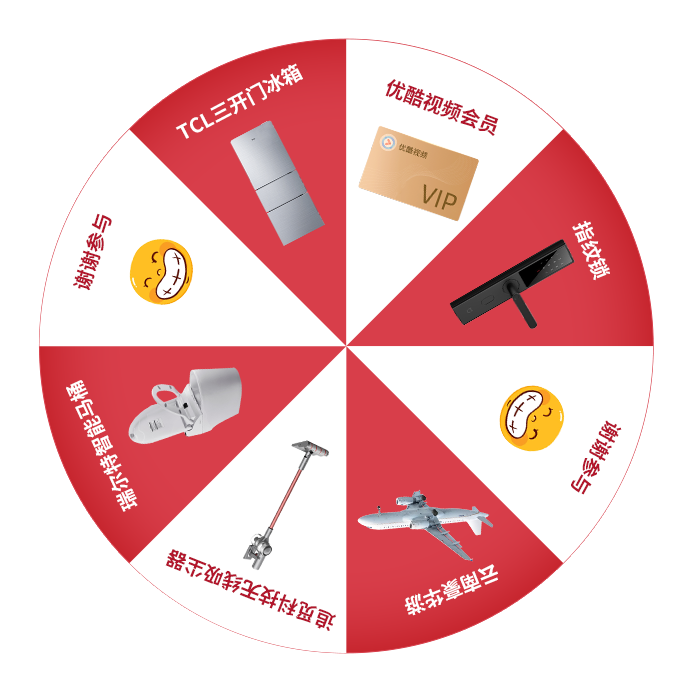 优酷视频会员
优酷视频
VIP
指纹锁
谢谢参与
云南豪华游
追觅科技无线吸尘器
瑞尔特智能马桶
谢谢参与
TCL三开门冰箱